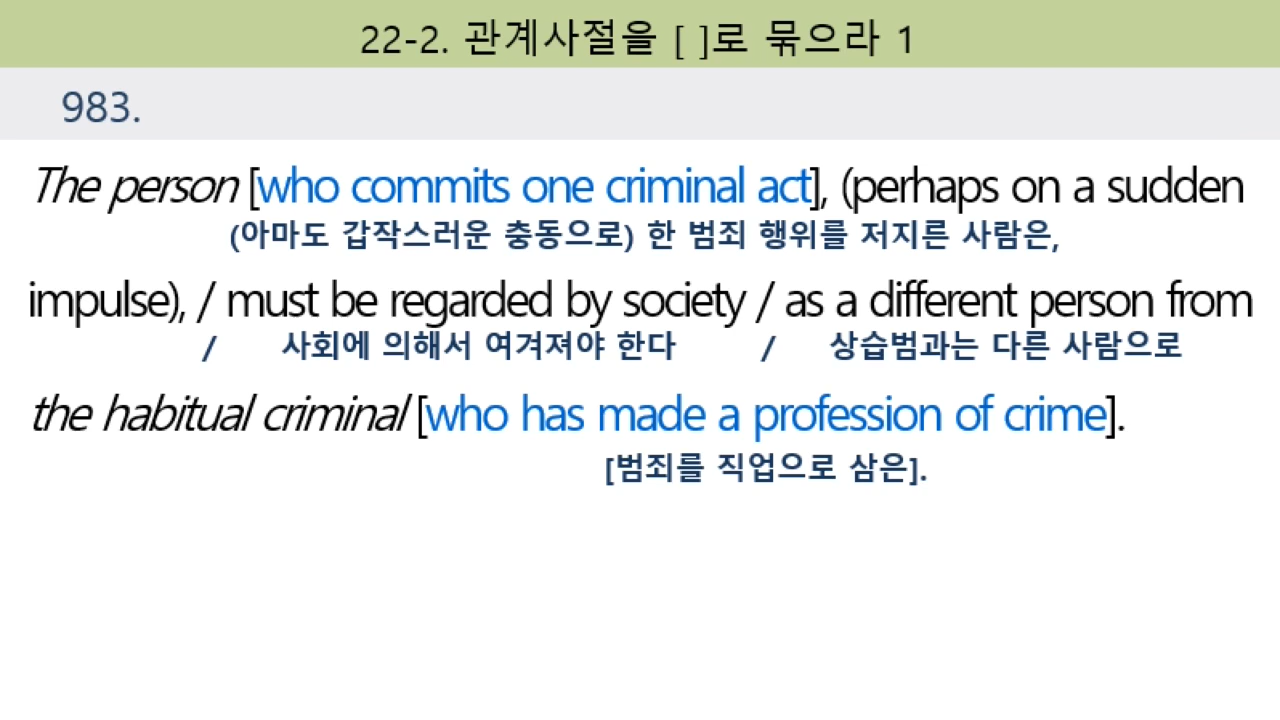 22-2. 관계사절을 [ ]로 묶으라 1
983.
The person [who commits one criminal act], (perhaps on a sudden
(아마도 갑작스러운 충동으로) 한 범죄 행위를 저지른 사람은,
impulse), / must be regarded by society / as a different person from
/ 사회에 의해서 여겨져야 한다 / 상습범과는 다른 사람으로
the habitual criminal [who has made a profession of crime].
[범죄를 직업으로 삼은].